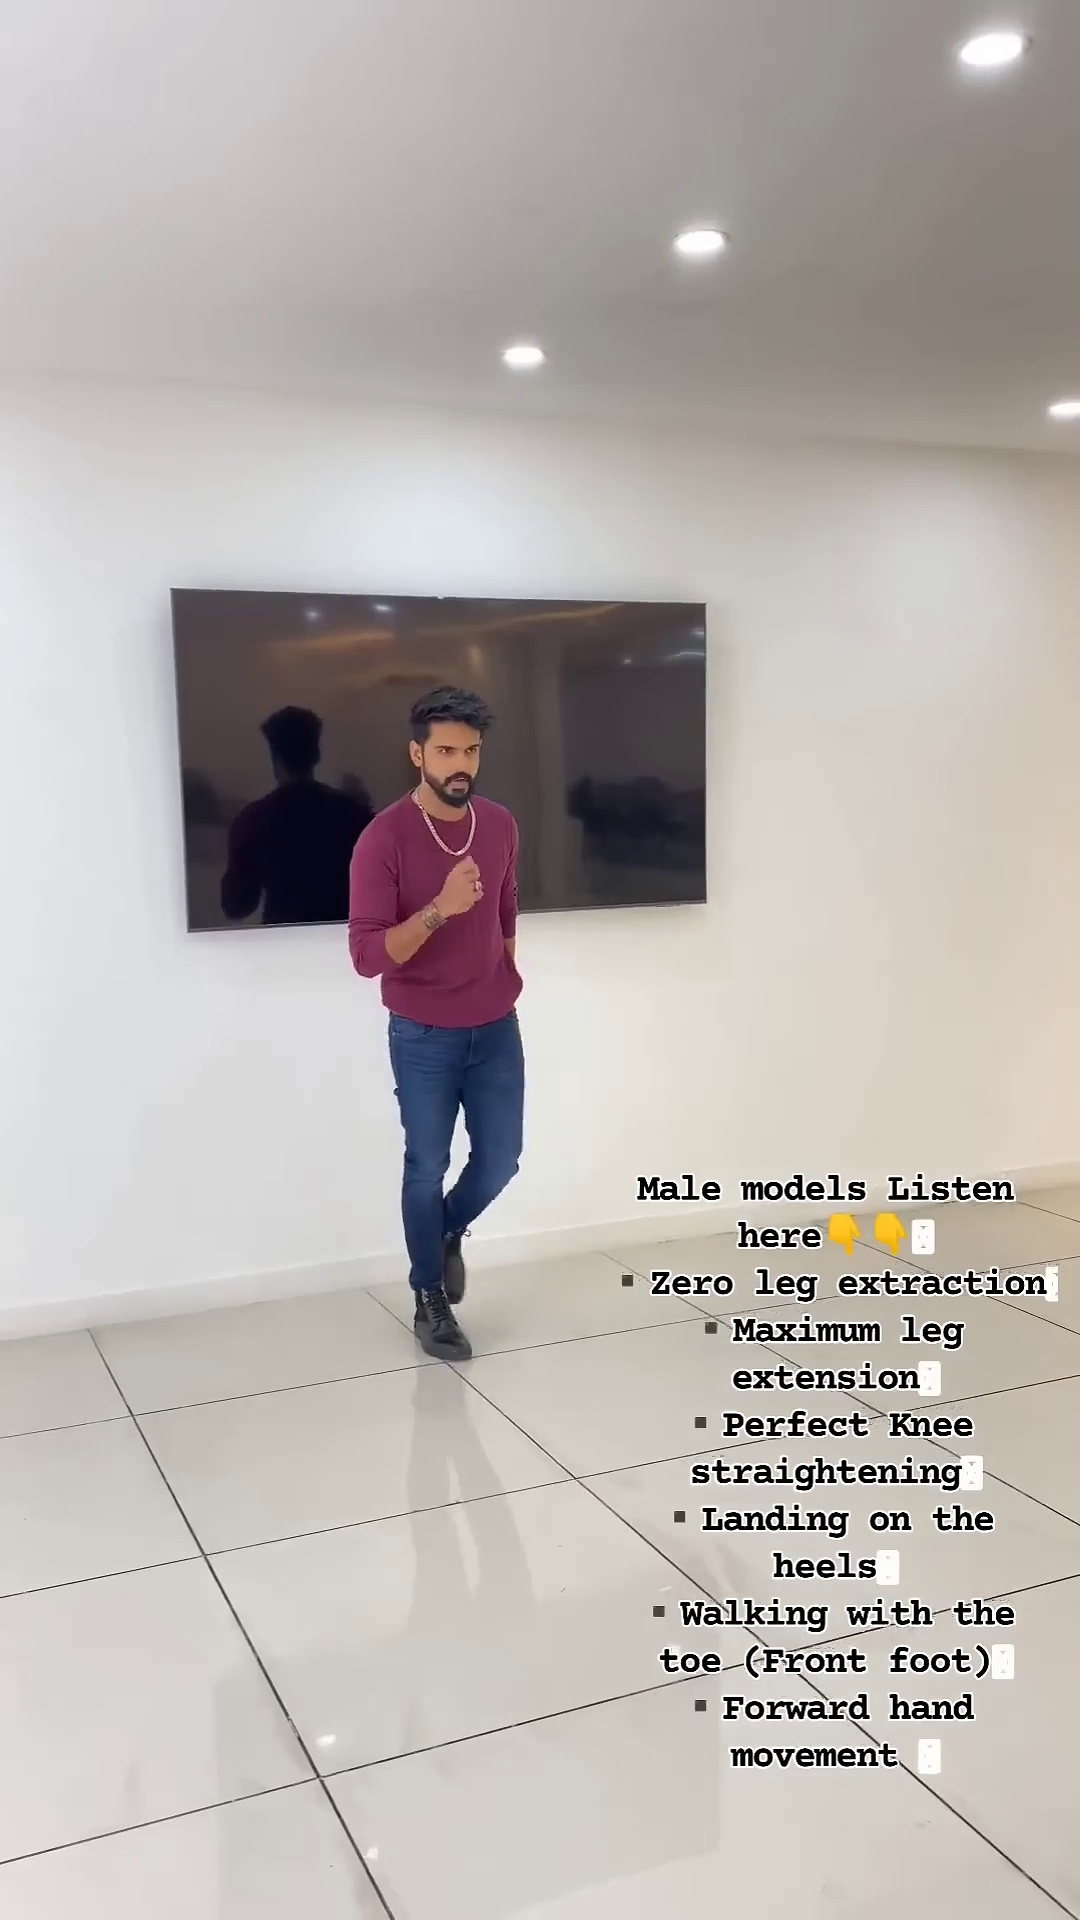 Male models Listen
here👇👇
▪ Zero leg extraction
▪ Maximum leg
extension
▪ Perfect Knee
straightening
▪ Landing on the
heels
▪ Walking with the
toe (Front foot)
▪ Forward hand
movement